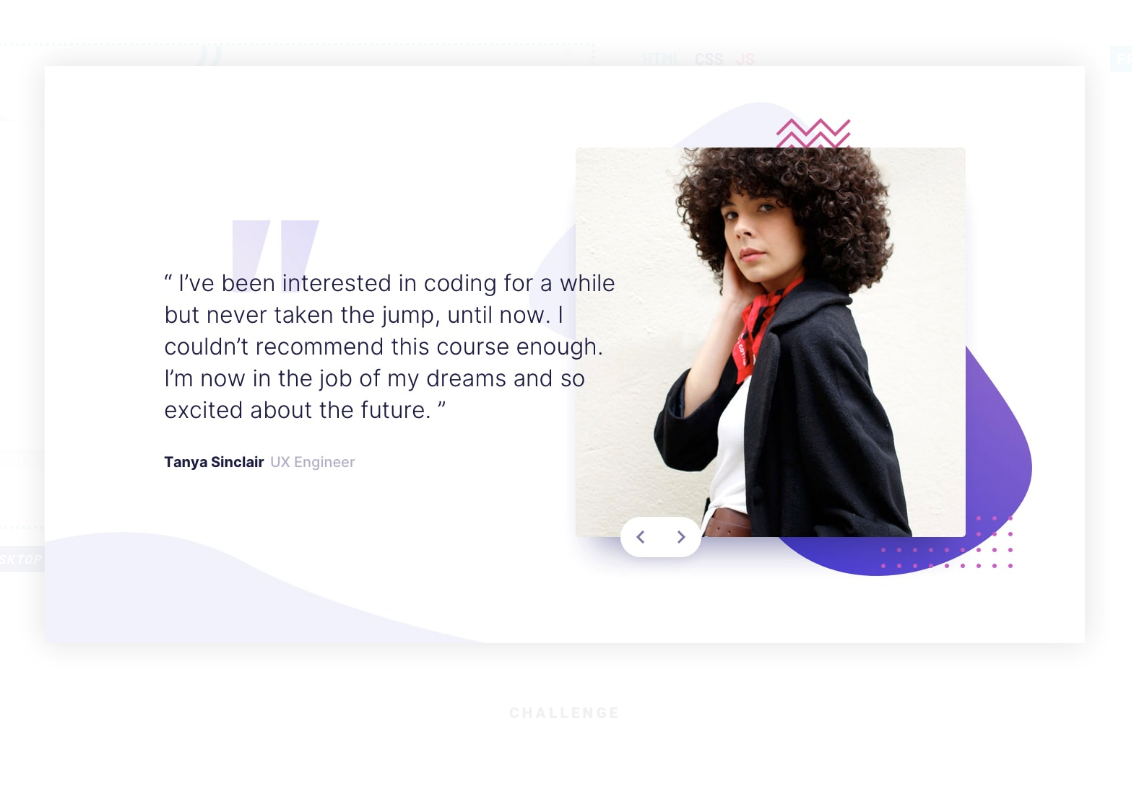 HTML CSS JS
“ I’ve been interested in coding for a while
but never taken the jump, until now. I
couldn’t recommend this course enough.
I’m now in the job of my dreams and so
excited about the future. ”
Tanya Sinclair UX Engineer
CHALLENGE